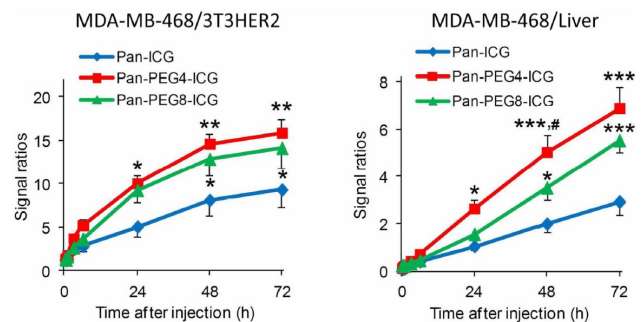 MDA-MB-468/3T3HER2
Pan-ICG
Pan-PEG4-ICG
Pan-PEG8-ICG
Signal ratios
20
15
10
5
0
*
**
**
*
*
0
24
48
72
Time after injection (h)
MDA-MB-468/Liver
Pan-ICG
Pan-PEG4-ICG
Pan-PEG8-ICG
Signal ratios
8
6
4
2
0
***
***,#
***
*
*
0
24
48
72
Time after injection (h)